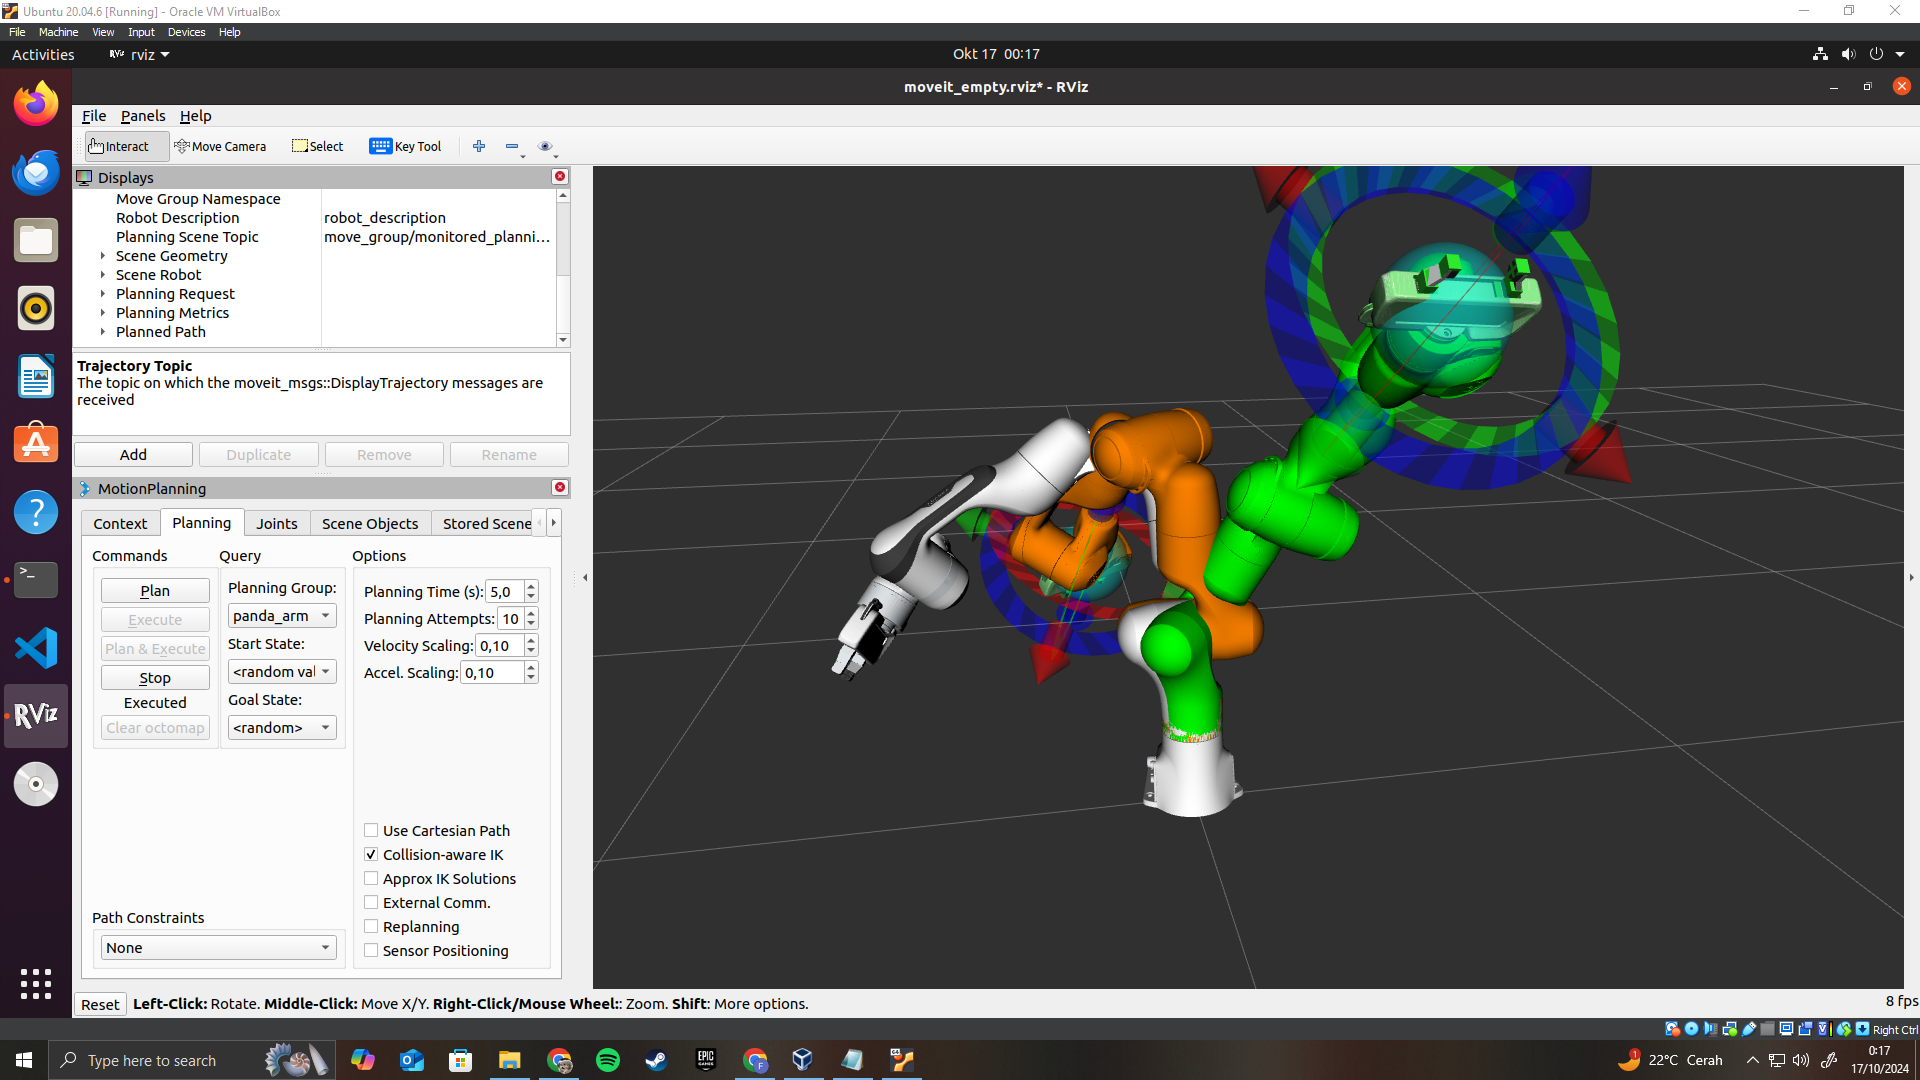 Ubuntu 20.04.6 [Running] - Oracle VM VirtualBox
File Machine View Input Devices Help
Activities RViz rviz Okt 17 00:17
moveit_empty.rviz* - RViz
File Panels Help
Interact Move Camera Select Key Tool
Displays
Move Group Namespace
Robot Description robot_description
Planning Scene Topic move_group/monitored_planni...
Scene Geometry
Scene Robot
Planning Request
Planning Metrics
Planned Path
Trajectory Topic
The topic on which the moveit_msgs::DisplayTrajectory messages are
received
Add Duplicate Remove Rename
MotionPlanning
Context Planning Joints Scene Objects Stored Scene
Commands Query Options
Plan
Execute
Plan & Execute
Stop
Executed
Clear octomap
Planning Group:
panda_arm
Start State:
<random val
Goal State:
<random>
Planning Time (s): 5,0
Planning Attempts: 10
Velocity Scaling: 0,10
Accel. Scaling: 0,10
Use Cartesian Path
Collision-aware IK
Approx IK Solutions
External Comm.
Replanning
Sensor Positioning
Path Constraints
None
Reset Left-Click: Rotate. Middle-Click: Move X/Y. Right-Click/Mouse Wheel:: Zoom. Shift: More options. 8 fps
RViz
Right Ctrl
Type here to search
EPIC GAMES
1
22°C Cerah
0:17
17/10/2024